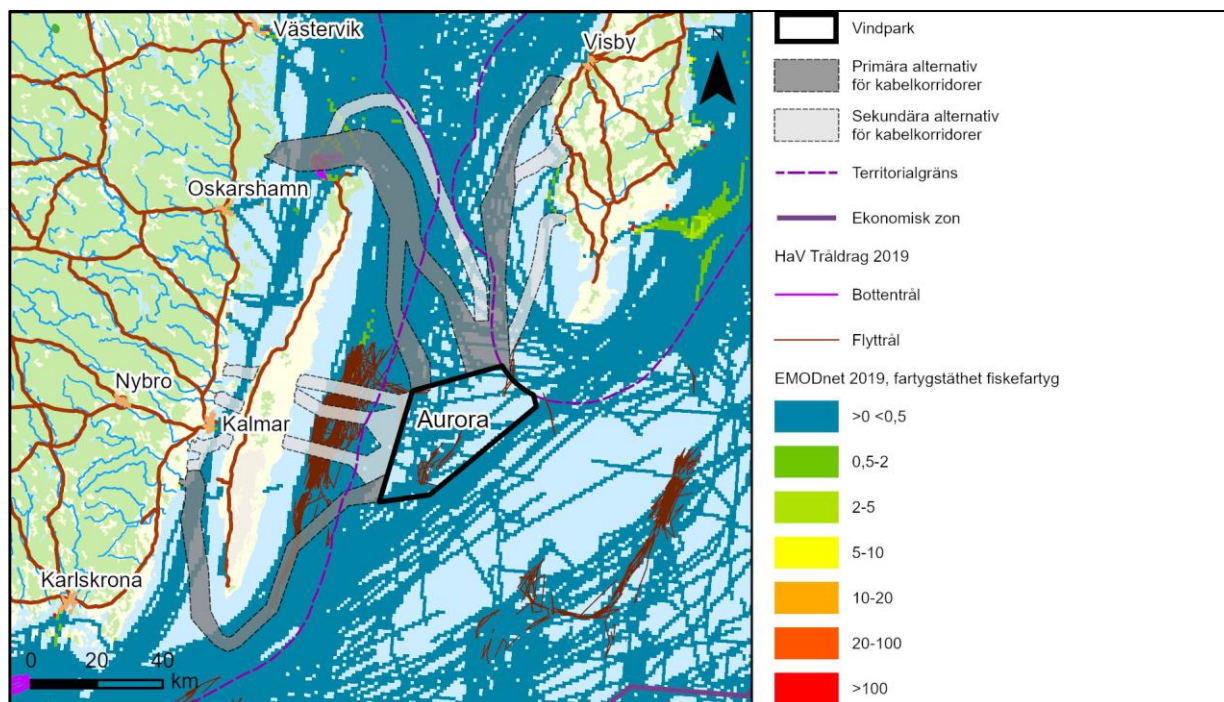 Västervik
Visby
N
Oskarshamn
Nybro
Kalmar
Aurora
Karlskrona
0 20 40
km
Vindpark
Primära alternativ
för kabelkorridorer
Sekundära alternativ
för kabelkorridorer
Territorialgräns
Ekonomisk zon
HaV Tråldrag 2019
Bottentrål
Flyttrål
EMODnet 2019, fartygstäthet fiskefartyg
>0 <0,5
0,5-2
2-5
5-10
10-20
20-100
>100